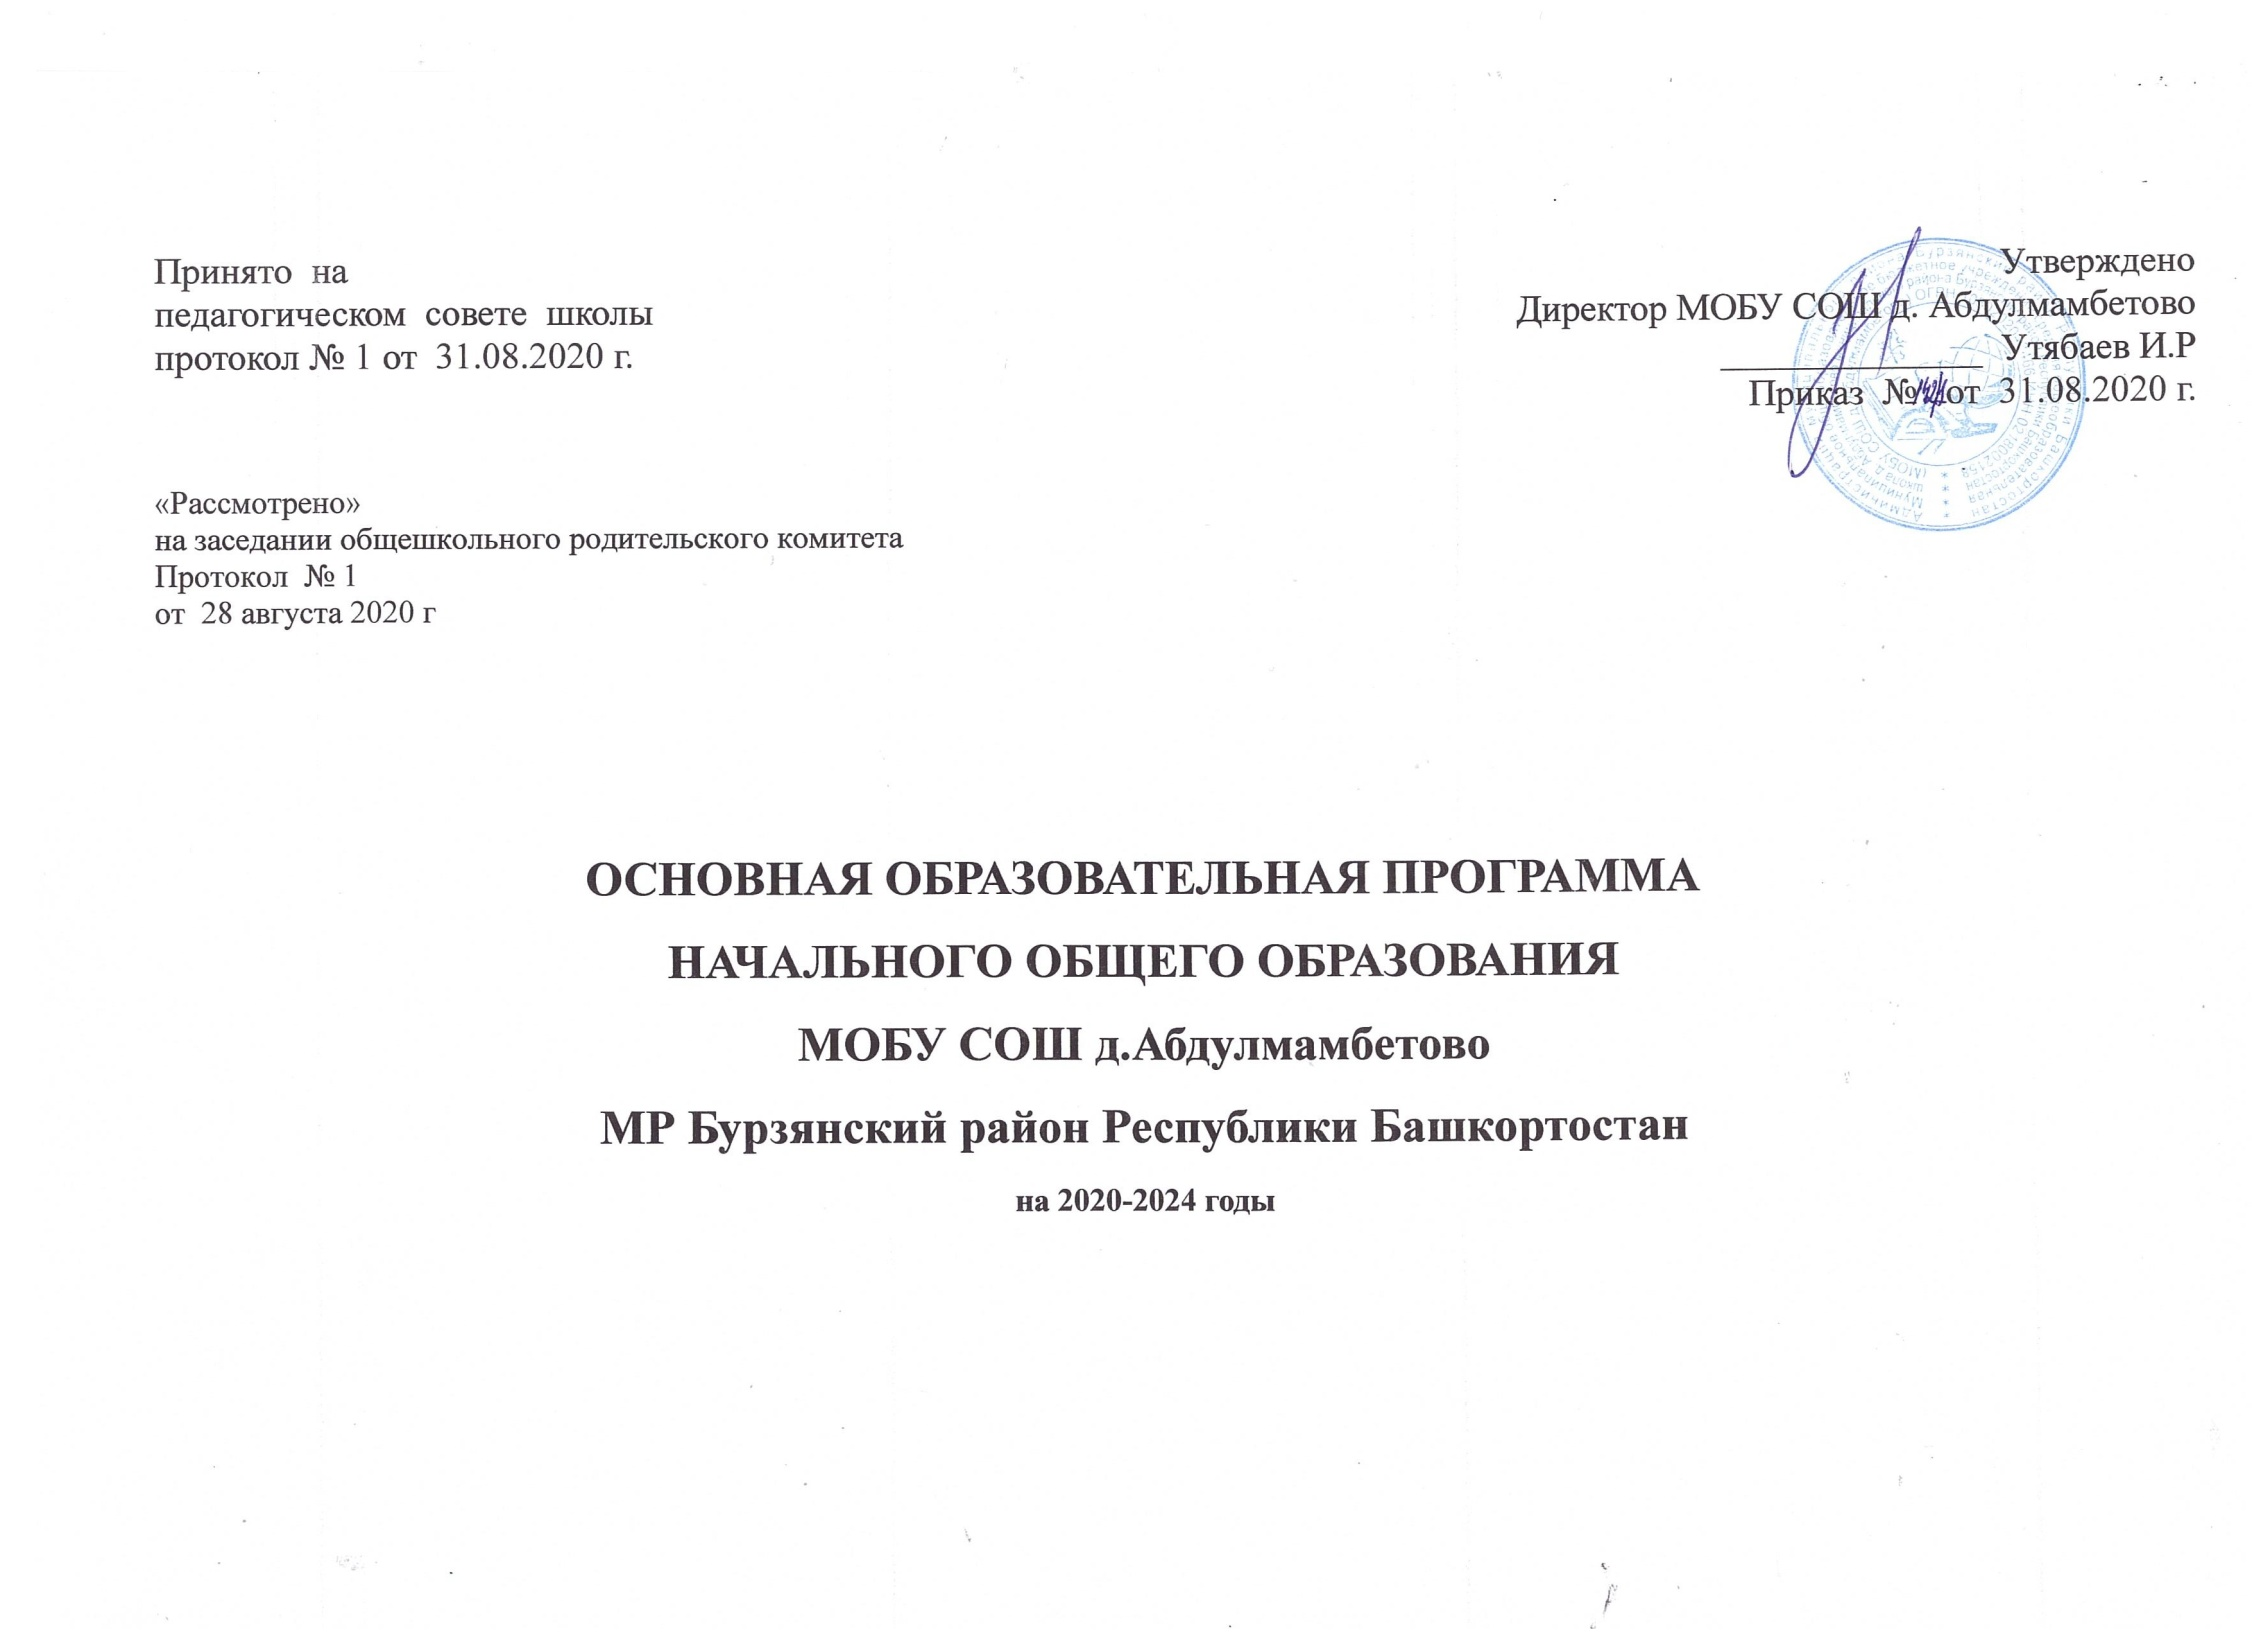 Принято на
педагогическом совете школы
протокол № 1 от 31.08.2020 г.
Утверждено
Директор МОБУ СОШ д. Абдулмамбетово
Утябаев И.Р
Приказ № от 31.08.2020 г.
«Рассмотрено»
на заседании общешкольного родительского комитета
Протокол № 1
от 28 августа 2020 г
ОСНОВНАЯ ОБРАЗОВАТЕЛЬНАЯ ПРОГРАММА
НАЧАЛЬНОГО ОБЩЕГО ОБРАЗОВАНИЯ
МОБУ СОШ д.Абдулмамбетово
МР Бурзянский район Республики Башкортостан
на 2020-2024 годы